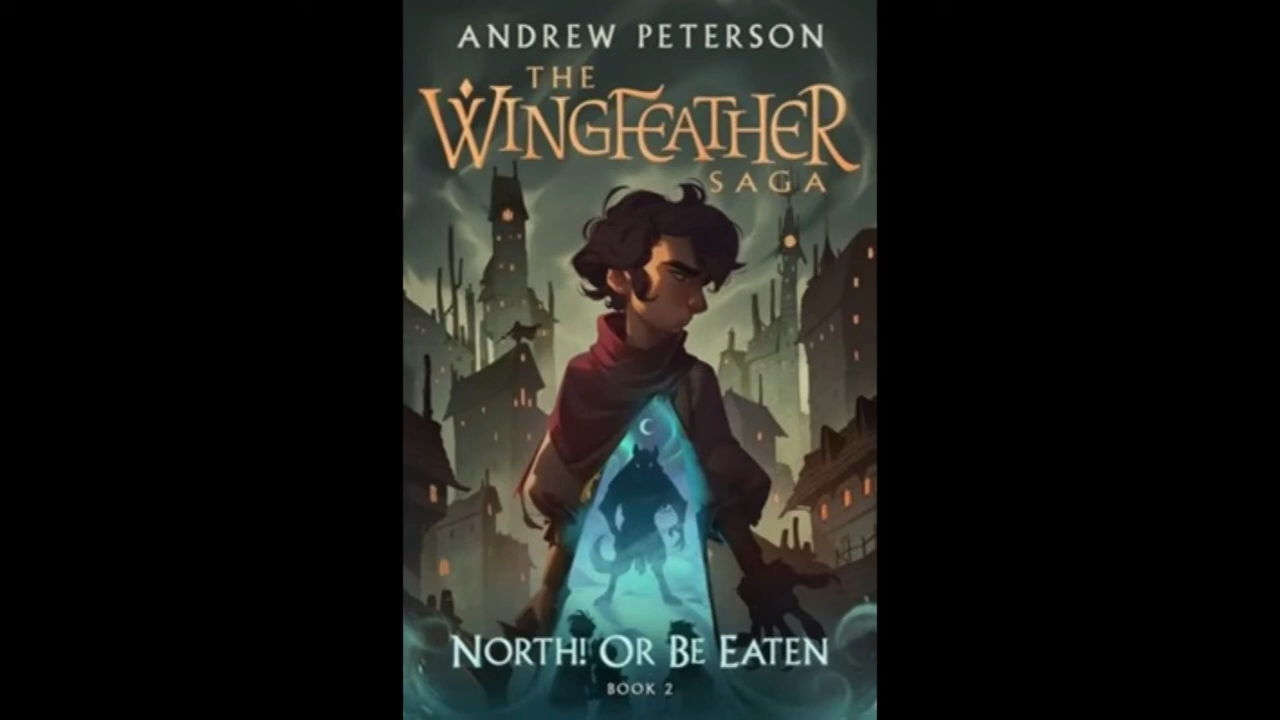 ANDREW PETERSON
THE
WINGFEATHER
SAGA
NORTH! OR BE EATEN
BOOK 2